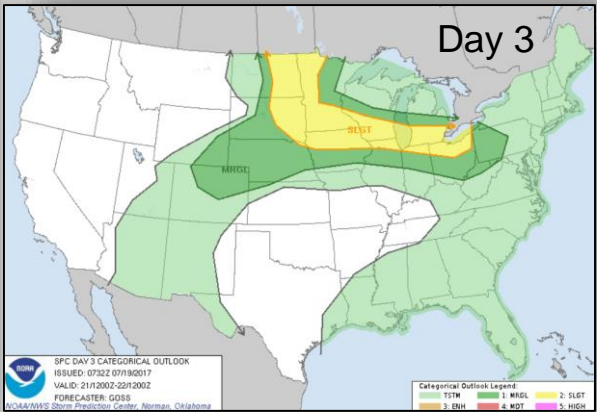 Day 3
SLGT
MRGL
NOAA
SPC DAY 3 CATEGORICAL OUTLOOK
ISSUED: 0732Z 07/19/2017
VALID: 21/1200Z-22/1200Z
FORECASTER: GOSS
NOAA/NWS Storm Prediction Center, Norman, Oklahoma
Categorical Outlook Legend:
TSTM 1: MRGL 2: SLGT
3: ENH 4: MDT 5: HIGH